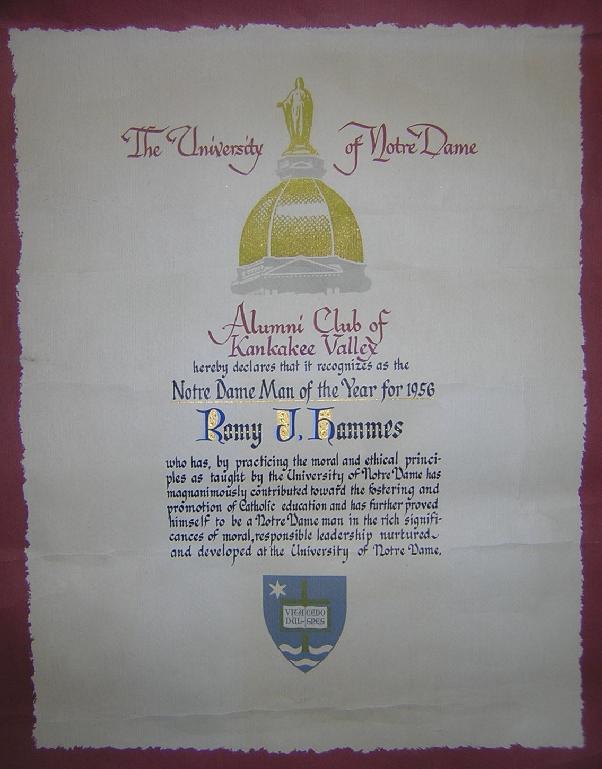 The University of Notre Dame
Alumni Club of
Kankakee Valley
hereby declares that it recognizes as the
Notre Dame Man of the Year for 1956
Romy J. Hammes
who has, by practicing the moral and ethical princi-
ples as taught by the University of Notre Dame has
magnanimously contributed toward the fostering and
promotion of Catholic education and has further proved
himself to be a Notre Dame man in the rich signifi-
cances of moral, responsible leadership nurtured
and developed at the University of Notre Dame.
VITA CEDO
DUL- SPES